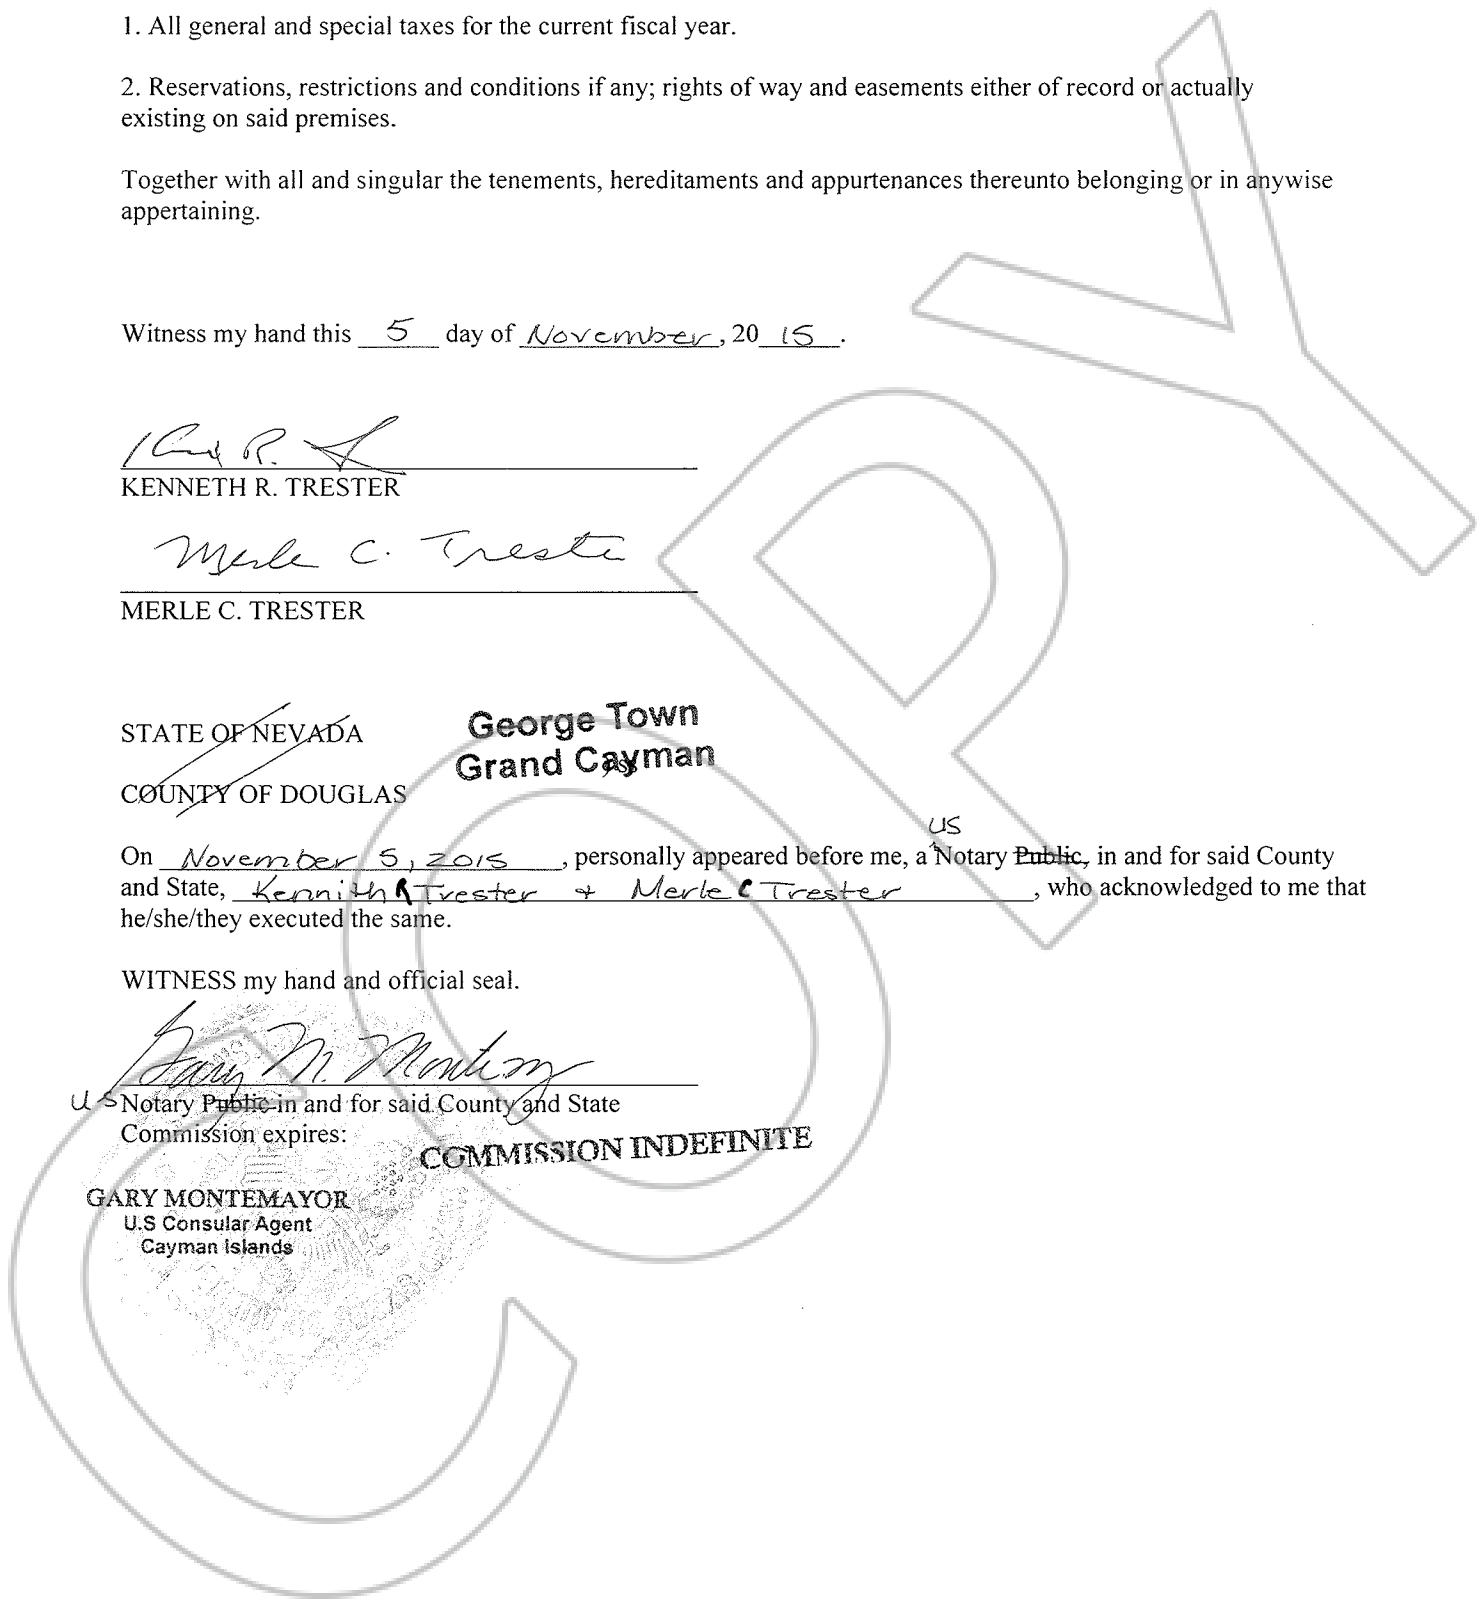 1. All general and special taxes for the current fiscal year.
2. Reservations, restrictions and conditions if any; rights of way and easements either of record or actually
existing on said premises.
Together with all and singular the tenements, hereditaments and appurtenances thereunto belonging or in anywise
appertaining.
Witness my hand this 5 day of November, 2015.
KENNETH R. TRESTER
Merle C. Trester
MERLE C. TRESTER
STATE OF NEVADA
George Town
Grand Cayman
COUNTY OF DOUGLAS
US
On November 5, 2015, personally appeared before me, a Notary Public, in and for said County
and State, Kennith R Trester + Merle C Trester, who acknowledged to me that
he/she/they executed the same.
WITNESS my hand and official seal.
Gary M. Montemayor
US Notary Public in and for said County and State
Commission expires:
COMMISSION INDEFINITE
GARY MONTEMAYOR
U.S Consular Agent
Cayman Islands
COPY